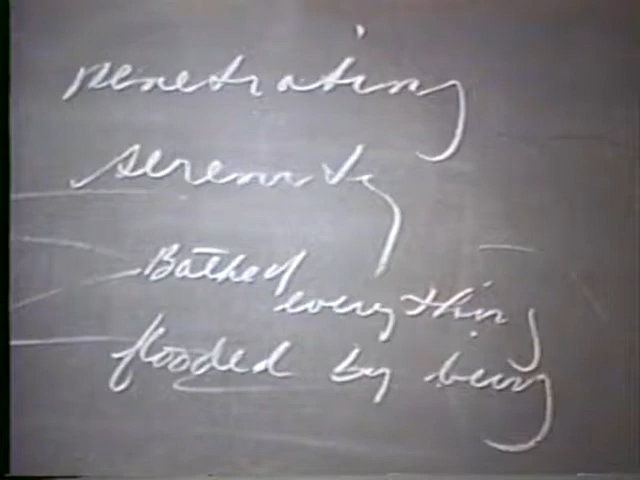 penetrating
serenity
Bathed
everything
flooded by being